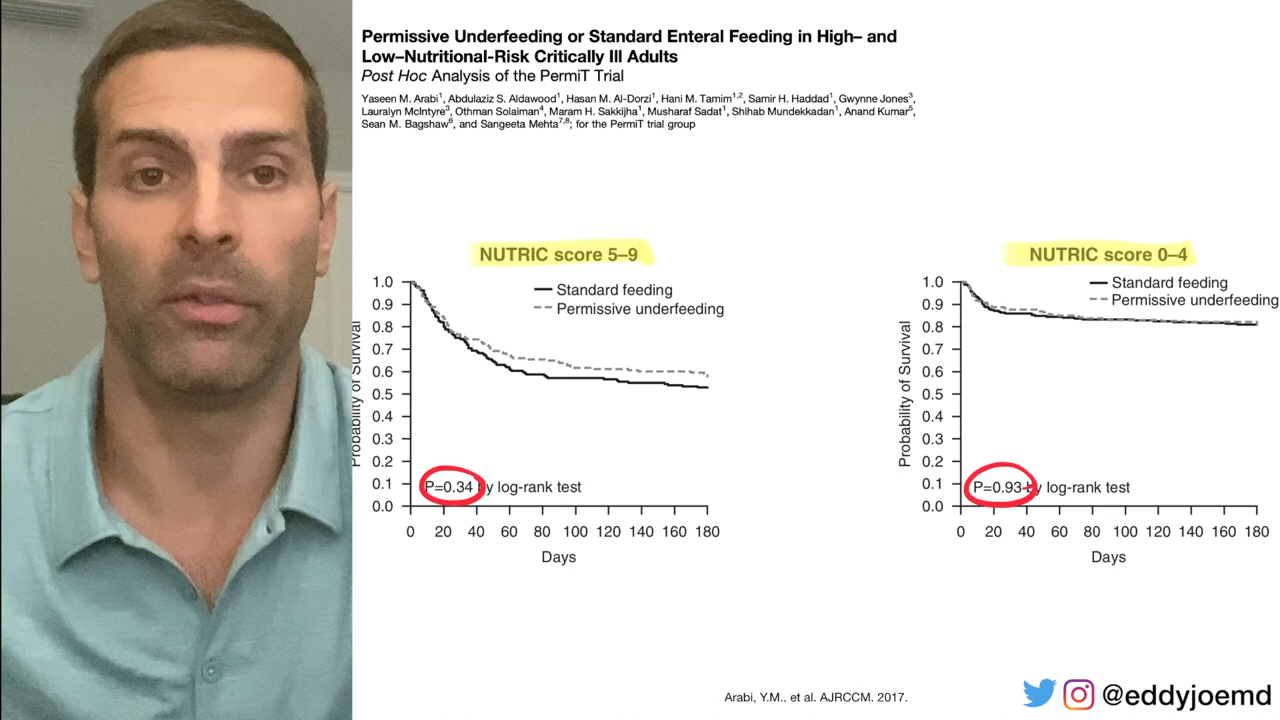 Permissive Underfeeding or Standard Enteral Feeding in High– and
Low–Nutritional-Risk Critically Ill Adults
Post Hoc Analysis of the PermiT Trial
Yaseen M. Arabi1, Abdulaziz S. Aldawood1, Hasan M. Al-Dorzi1, Hani M. Tamim1,2, Samir H. Haddad1, Gwynne Jones3,
Lauralyn McIntyre3, Othman Solaiman4, Maram H. Sakkijha1, Musharaf Sadat1, Shihab Mundekkadan1, Anand Kumar5,
Sean M. Bagshaw6, and Sangeeta Mehta7,8; for the PermiT trial group
NUTRIC score 5–9
1.0
0.9
0.8
0.7
0.6
0.5
0.4
0.3
0.2
0.1
0.0
Probability of Survival
Standard feeding
Permissive underfeeding
P=0.34 by log-rank test
0 20 40 60 80 100 120 140 160 180
Days
NUTRIC score 0–4
1.0
0.9
0.8
0.7
0.6
0.5
0.4
0.3
0.2
0.1
0.0
Probability of Survival
Standard feeding
Permissive underfeeding
P=0.93 by log-rank test
0 20 40 60 80 100 120 140 160 180
Days
Arabi, Y.M., et al. AJRCCM. 2017.
@eddyjoemd